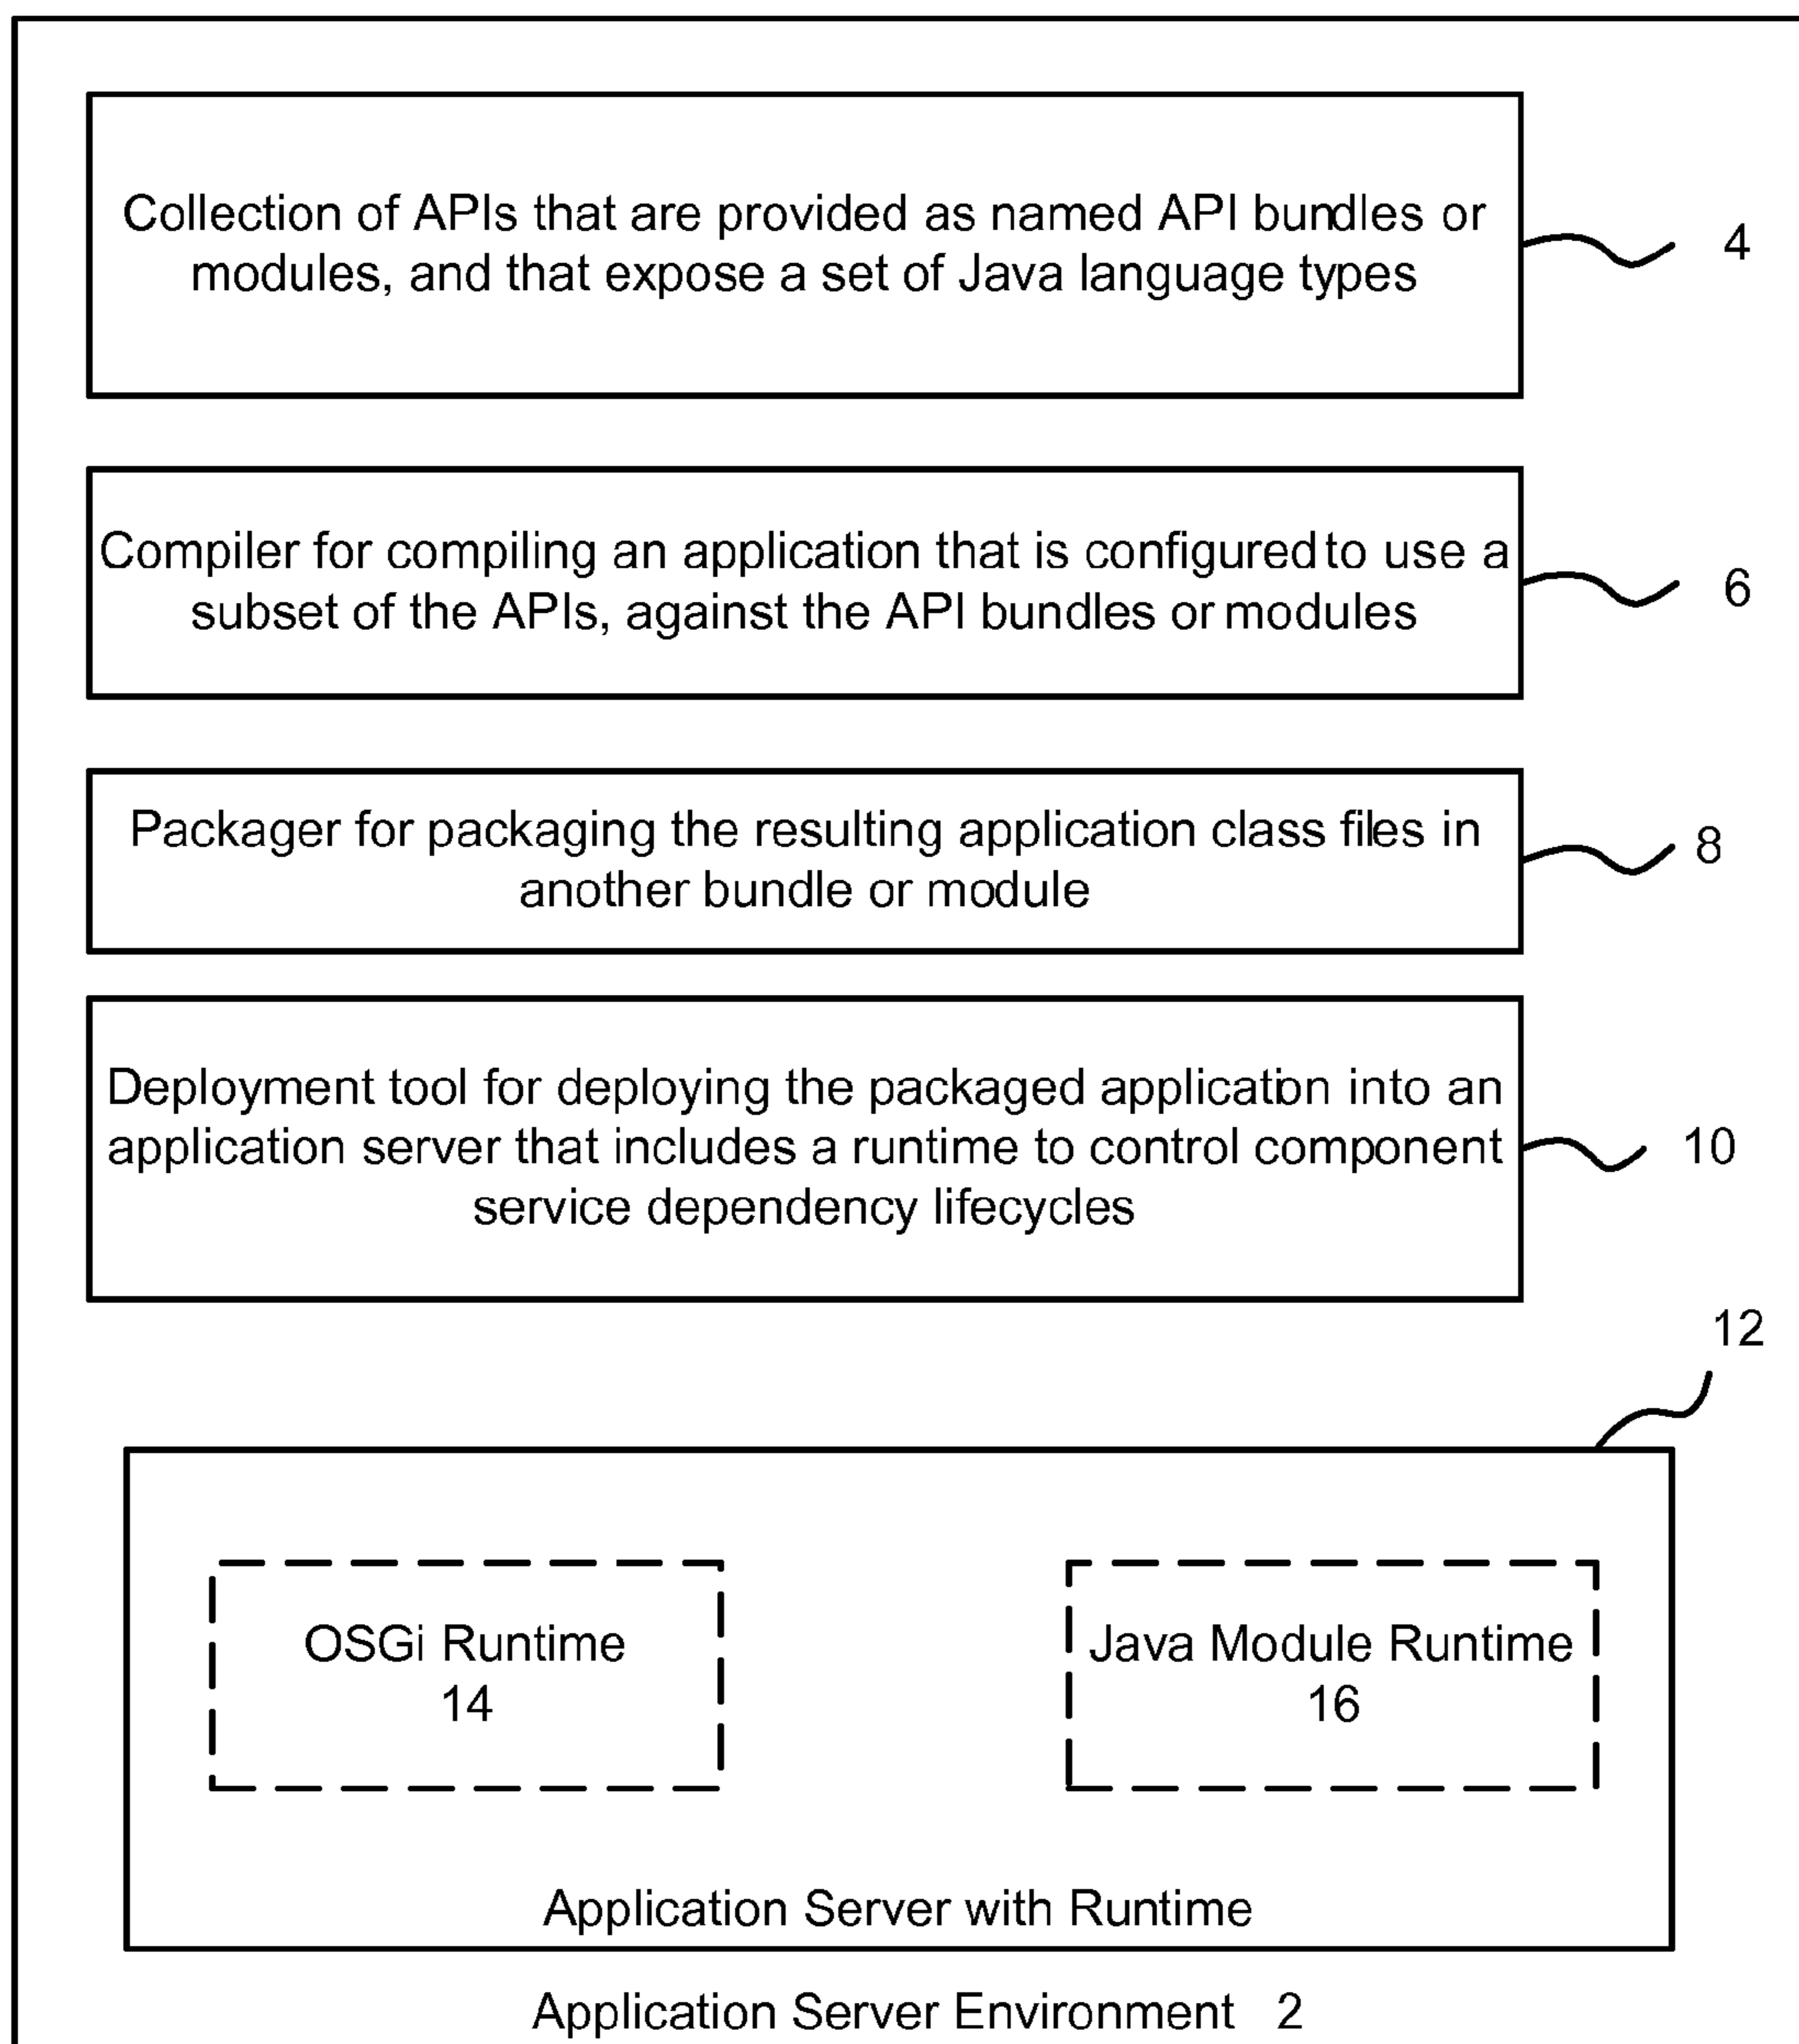 Collection of APIs that are provided as named API bundles or
modules, and that expose a set of Java language types
4
Compiler for compiling an application that is configured to use a
subset of the APIs, against the API bundles or modules
6
Packager for packaging the resulting application class files in
another bundle or module
8
Deployment tool for deploying the packaged application into an
application server that includes a runtime to control component
service dependency lifecycles
10
12
OSGi Runtime
14
Java Module Runtime
16
Application Server with Runtime
Application Server Environment 2